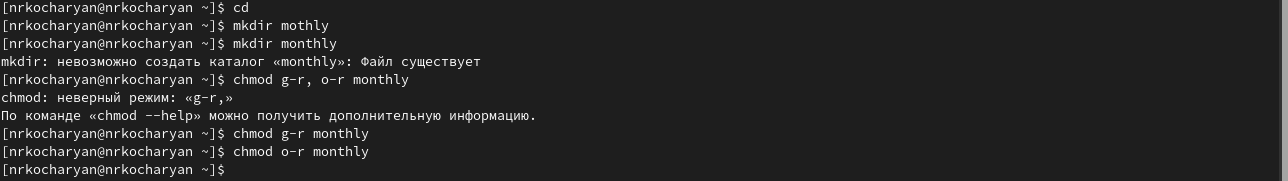 [nrkocharyan@nrkocharyan ~]$ cd
[nrkocharyan@nrkocharyan ~]$ mkdir mothly
[nrkocharyan@nrkocharyan ~]$ mkdir monthly
mkdir: невозможно создать каталог «monthly»: Файл существует
[nrkocharyan@nrkocharyan ~]$ chmod g-r, o-r monthly
chmod: неверный режим: «g-r,»
По команде «chmod --help» можно получить дополнительную информацию.
[nrkocharyan@nrkocharyan ~]$ chmod g-r monthly
[nrkocharyan@nrkocharyan ~]$ chmod o-r monthly
[nrkocharyan@nrkocharyan ~]$